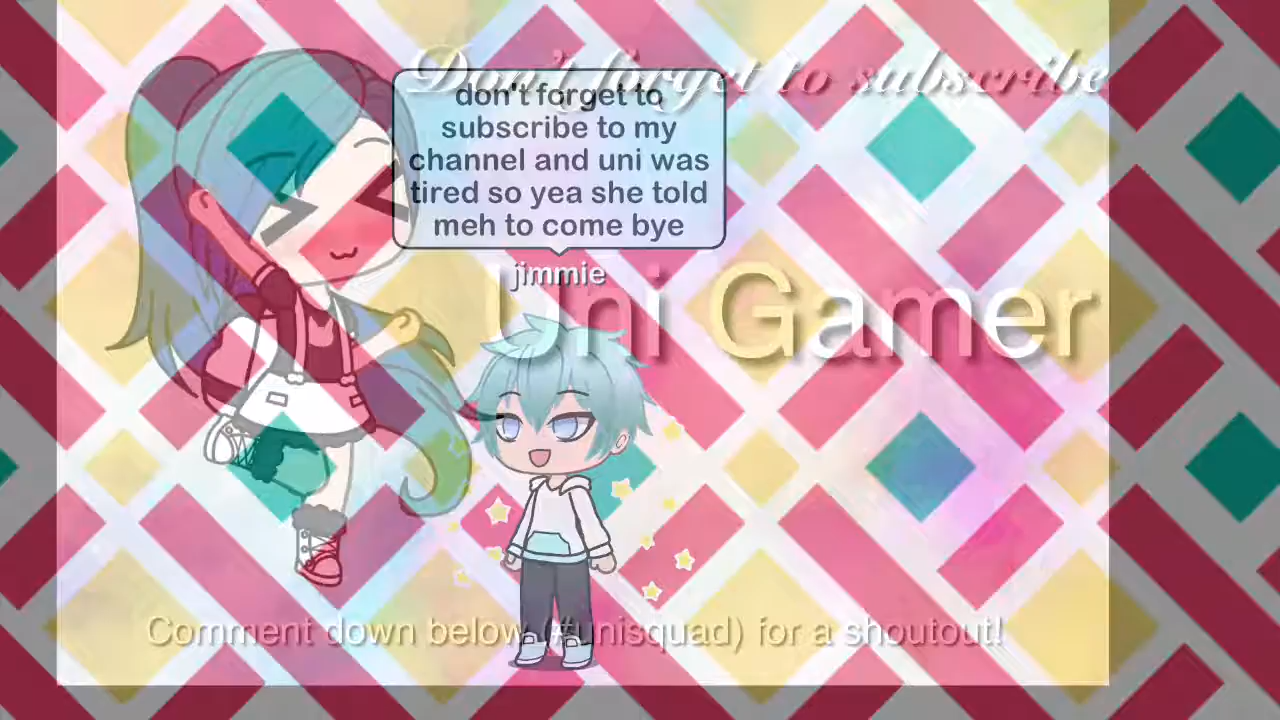 Don't forget to subscribe
don't forget to
subscribe to my
channel and uni was
tired so yea she told
meh to come bye
jimmie
Uni Gamer
Comment down below (#unisquad) for a shoutout!